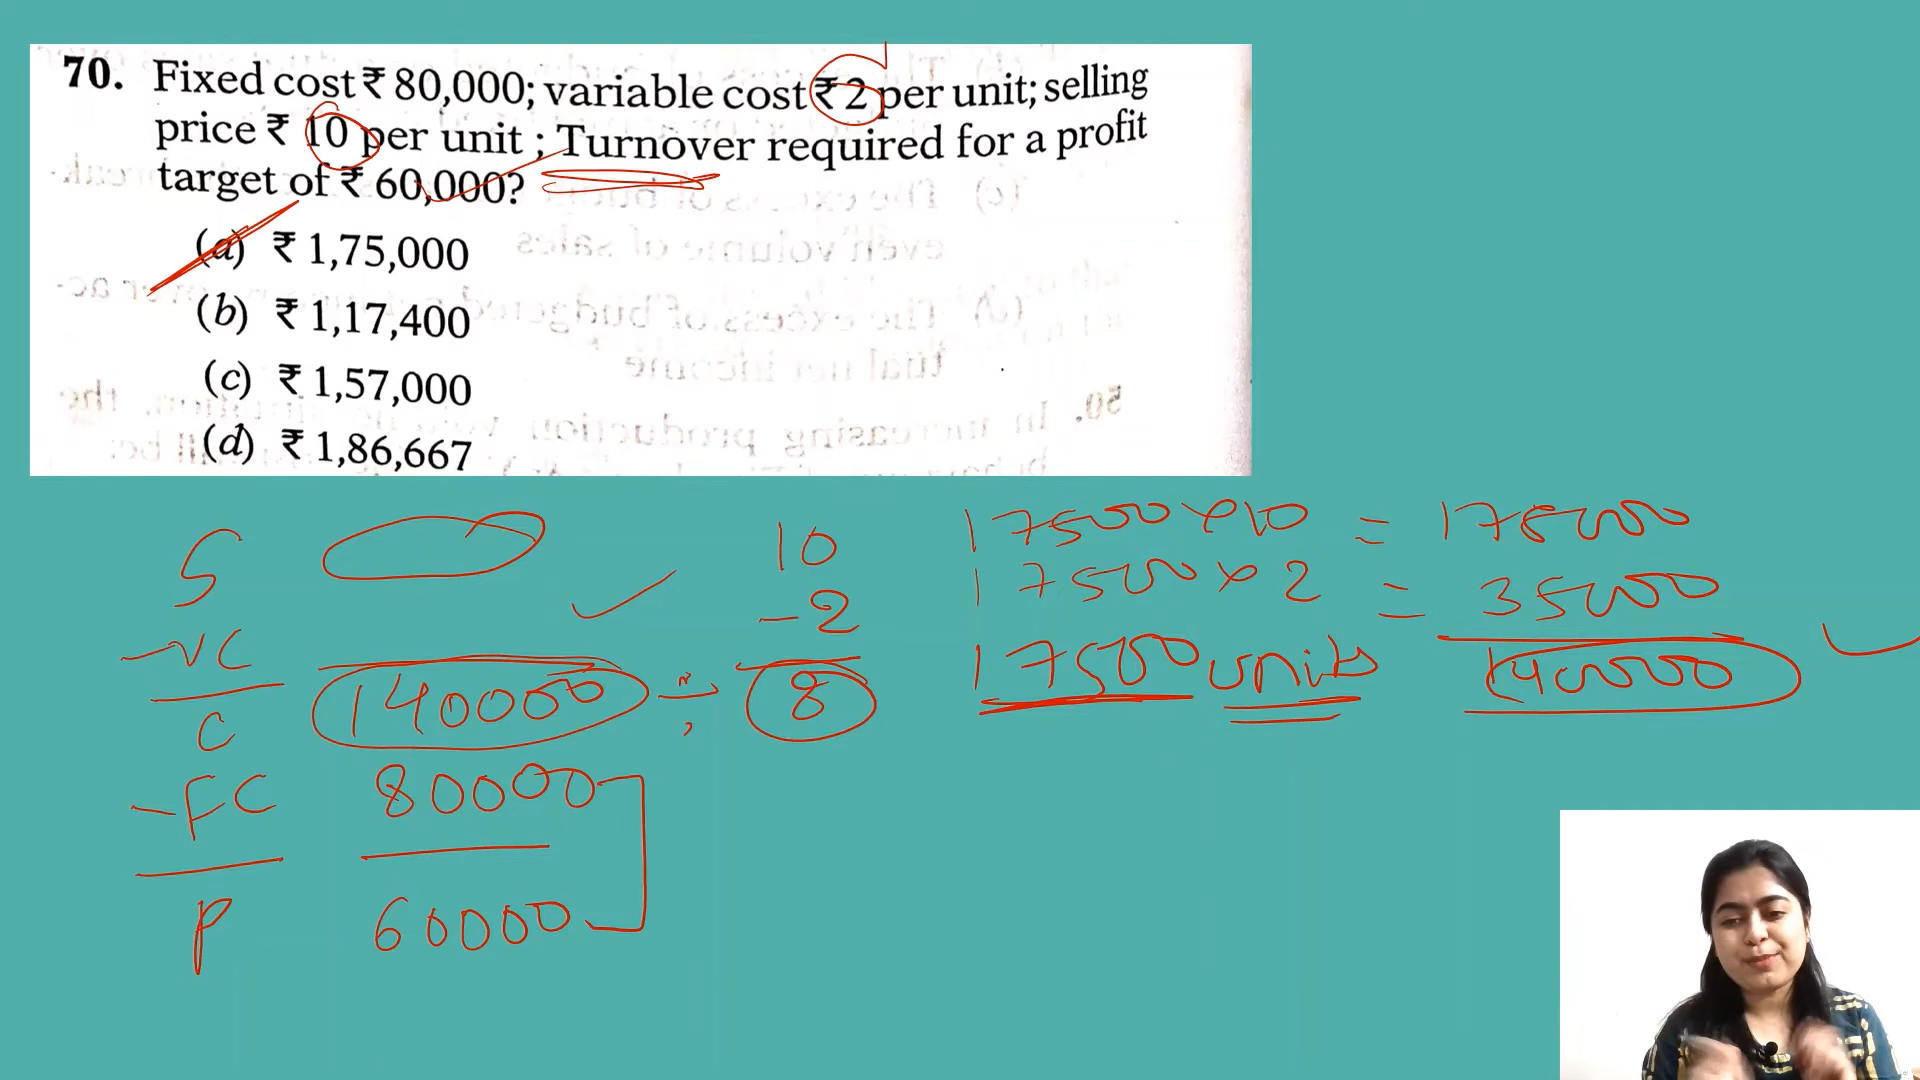 70. Fixed cost ₹ 80,000; variable cost ₹ 2 per unit; selling
price ₹ 10 per unit ; Turnover required for a profit
target of ₹ 60,000?
(a) ₹ 1,75,000
(b) ₹ 1,17,400
(c) ₹ 1,57,000
(d) ₹ 1,86,667
S
-VC
C 140000 ÷ 8
-FC 80000
P 60000
10
-2
17500 × 10 = 175000
17500 × 2 = 35000
17500 units 140000